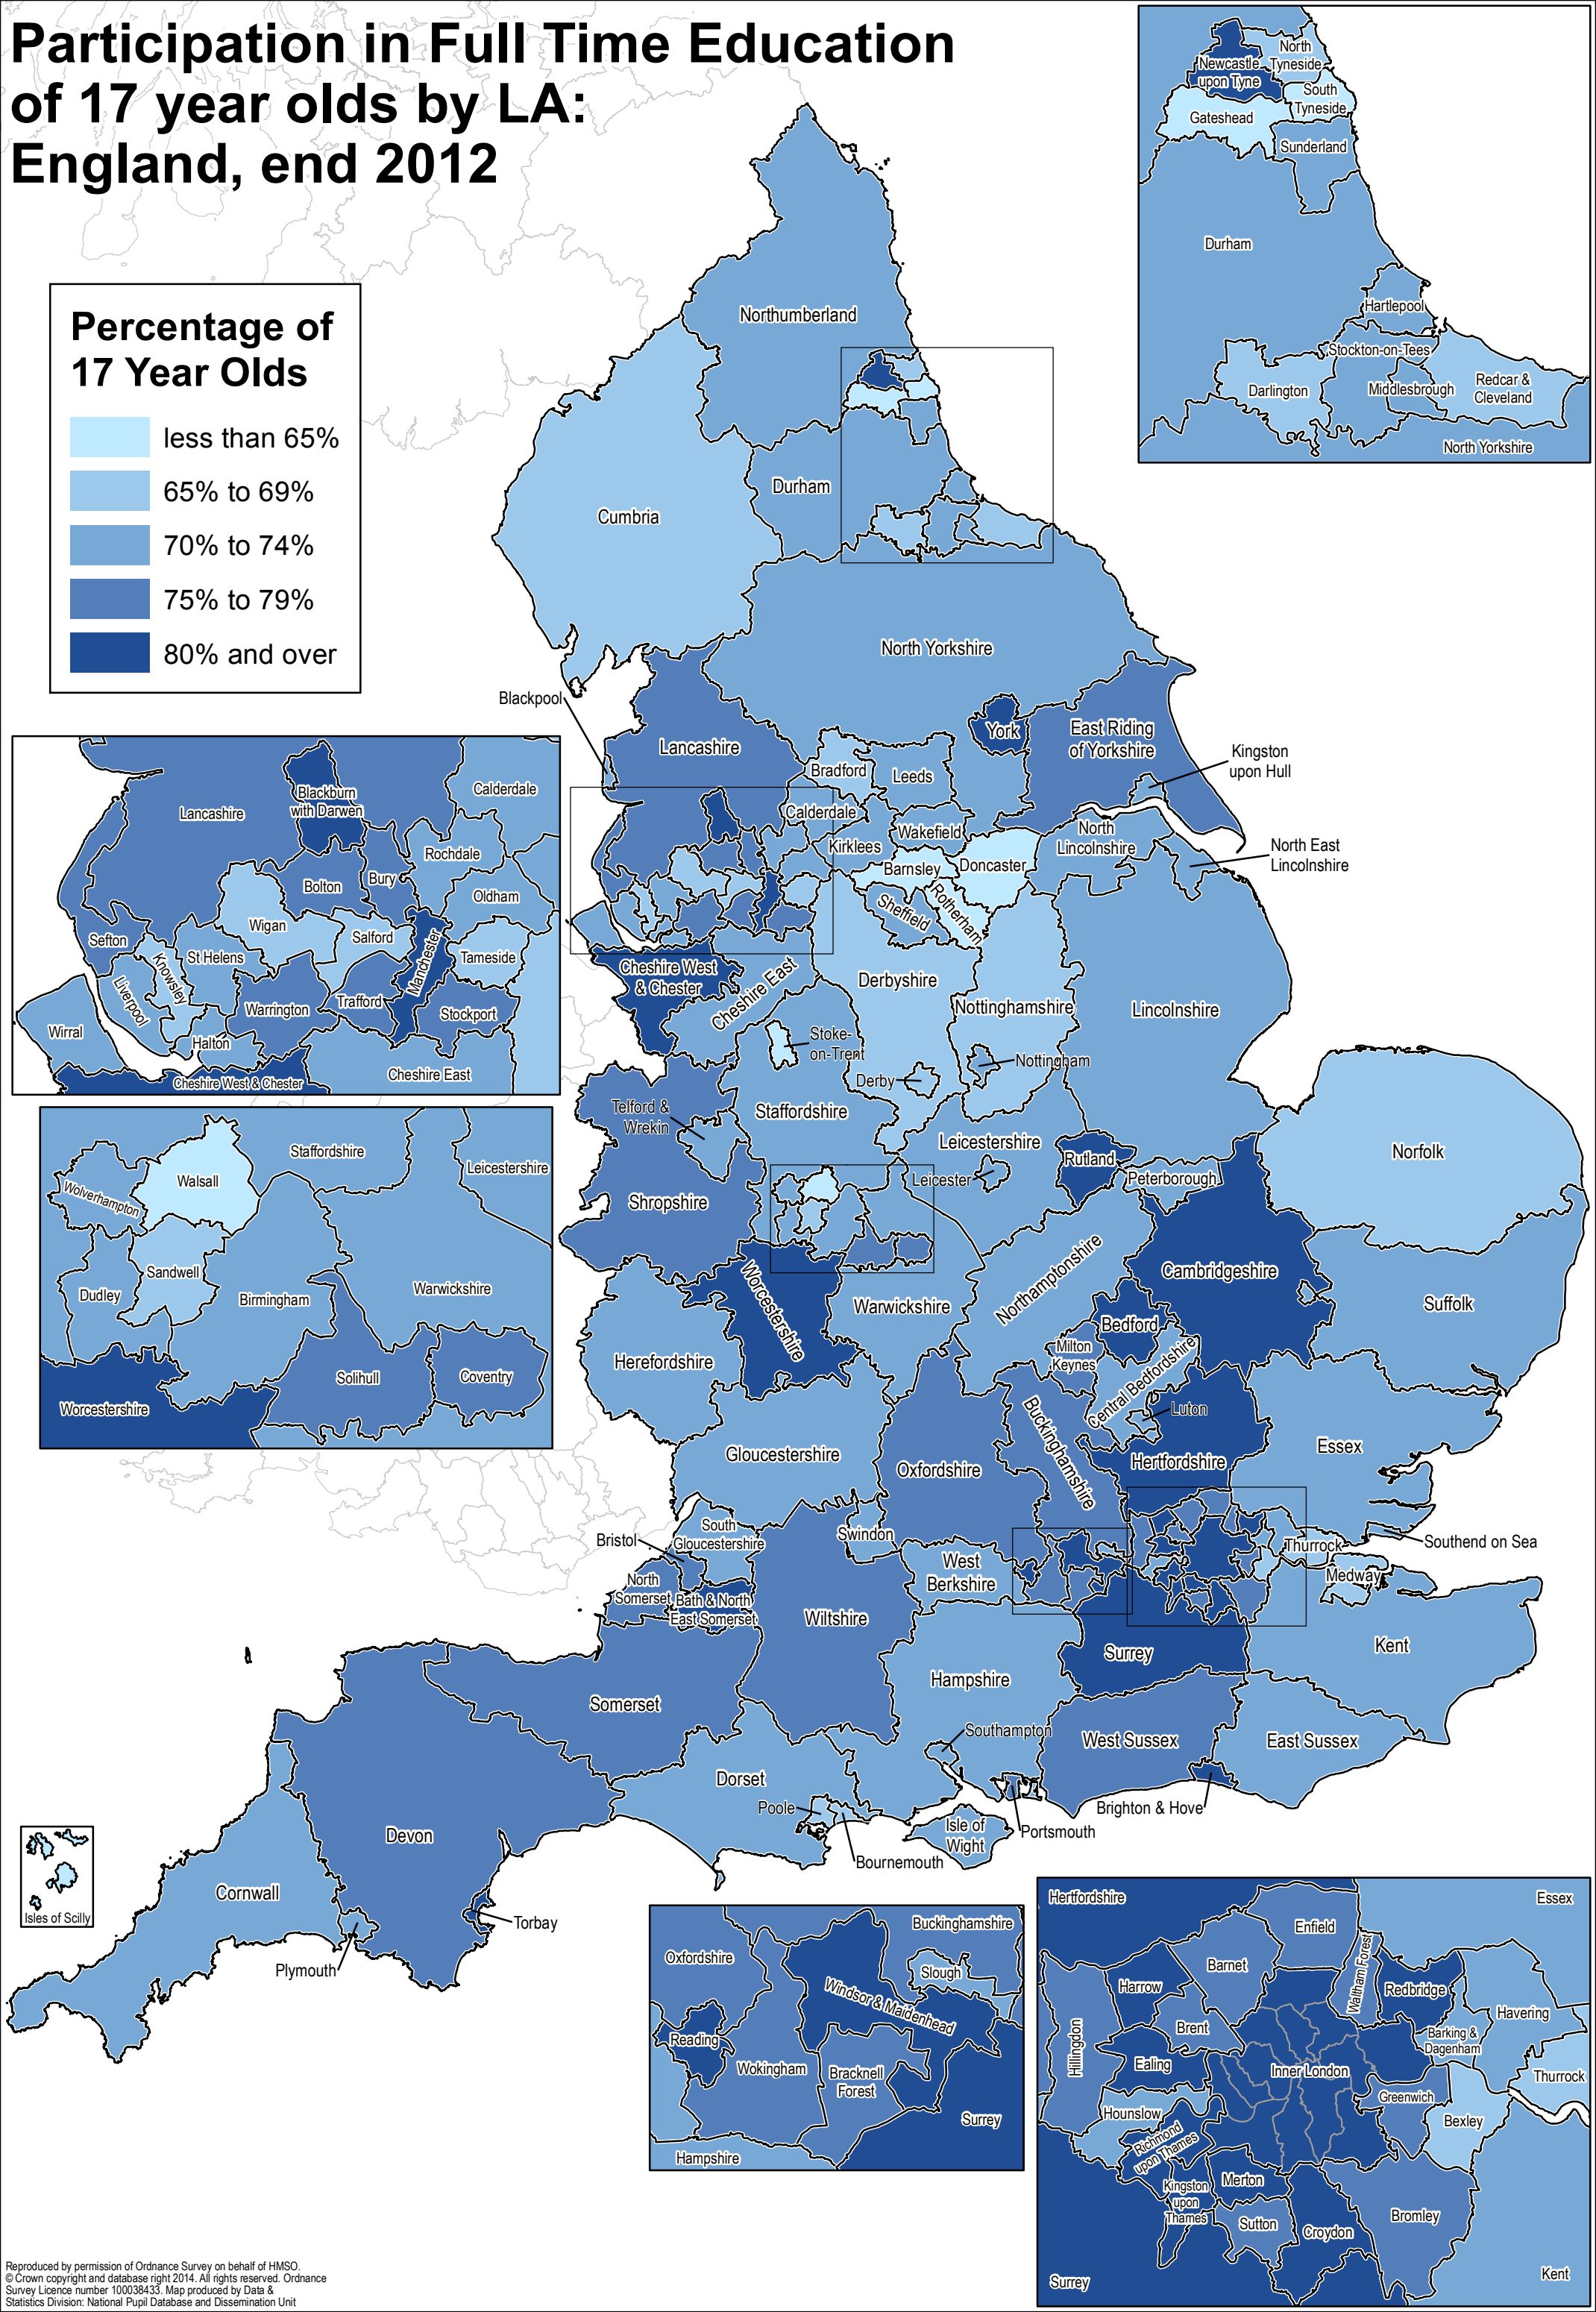 Participation in Full Time Education
of 17 year olds by LA:
England, end 2012
Percentage of
17 Year Olds
less than 65%
65% to 69%
70% to 74%
75% to 79%
80% and over
North
Tyneside
Newcastle
upon Tyne
South
Tyneside
Gateshead
Sunderland
Durham
Hartlepool
Stockton-on-Tees
Darlington
Middlesbrough
Redcar &
Cleveland
North Yorkshire
Northumberland
Durham
Cumbria
North Yorkshire
Blackpool
Lancashire
York
East Riding
of Yorkshire
Kingston
upon Hull
Bradford
Leeds
Calderdale
Wakefield
Kirklees
North
Lincolnshire
North East
Lincolnshire
Barnsley
Doncaster
Sheffield
Rotherham
Cheshire West
& Chester
Cheshire East
Derbyshire
Nottinghamshire
Lincolnshire
Stoke-
on-Trent
Nottingham
Derby
Telford &
Wrekin
Staffordshire
Leicestershire
Rutland
Leicester
Peterborough
Norfolk
Shropshire
Cambridgeshire
Worcestershire
Warwickshire
Northamptonshire
Suffolk
Bedford
Milton
Keynes
Herefordshire
Central Bedfordshire
Luton
Buckinghamshire
Gloucestershire
Oxfordshire
Hertfordshire
Essex
South
Gloucestershire
Swindon
Bristol
Thurrock
Southend on Sea
West
Berkshire
Medway
North
Somerset
Bath & North
East Somerset
Wiltshire
Surrey
Kent
Hampshire
Somerset
Southampton
West Sussex
East Sussex
Dorset
Poole
Brighton & Hove
Isle of
Wight
Portsmouth
Bournemouth
Devon
Cornwall
Isles of Scilly
Torbay
Plymouth
Blackburn
with Darwen
Calderdale
Lancashire
Rochdale
Bury
Bolton
Oldham
Wigan
Salford
Sefton
St Helens
Manchester
Tameside
Knowsley
Liverpool
Warrington
Trafford
Stockport
Wirral
Halton
Cheshire East
Cheshire West & Chester
Staffordshire
Leicestershire
Walsall
Wolverhampton
Sandwell
Dudley
Birmingham
Warwickshire
Solihull
Coventry
Worcestershire
Buckinghamshire
Oxfordshire
Slough
Windsor & Maidenhead
Reading
Wokingham
Bracknell
Forest
Surrey
Hampshire
Hertfordshire
Essex
Enfield
Barnet
Waltham Forest
Harrow
Redbridge
Havering
Brent
Hillingdon
Barking &
Dagenham
Ealing
Inner London
Thurrock
Greenwich
Hounslow
Bexley
Richmond
upon Thames
Merton
Kingston
upon
Thames
Sutton
Croydon
Bromley
Kent
Surrey
Reproduced by permission of Ordnance Survey on behalf of HMSO.
© Crown copyright and database right 2014. All rights reserved. Ordnance
Survey Licence number 100038433. Map produced by Data &
Statistics Division: National Pupil Database and Dissemination Unit